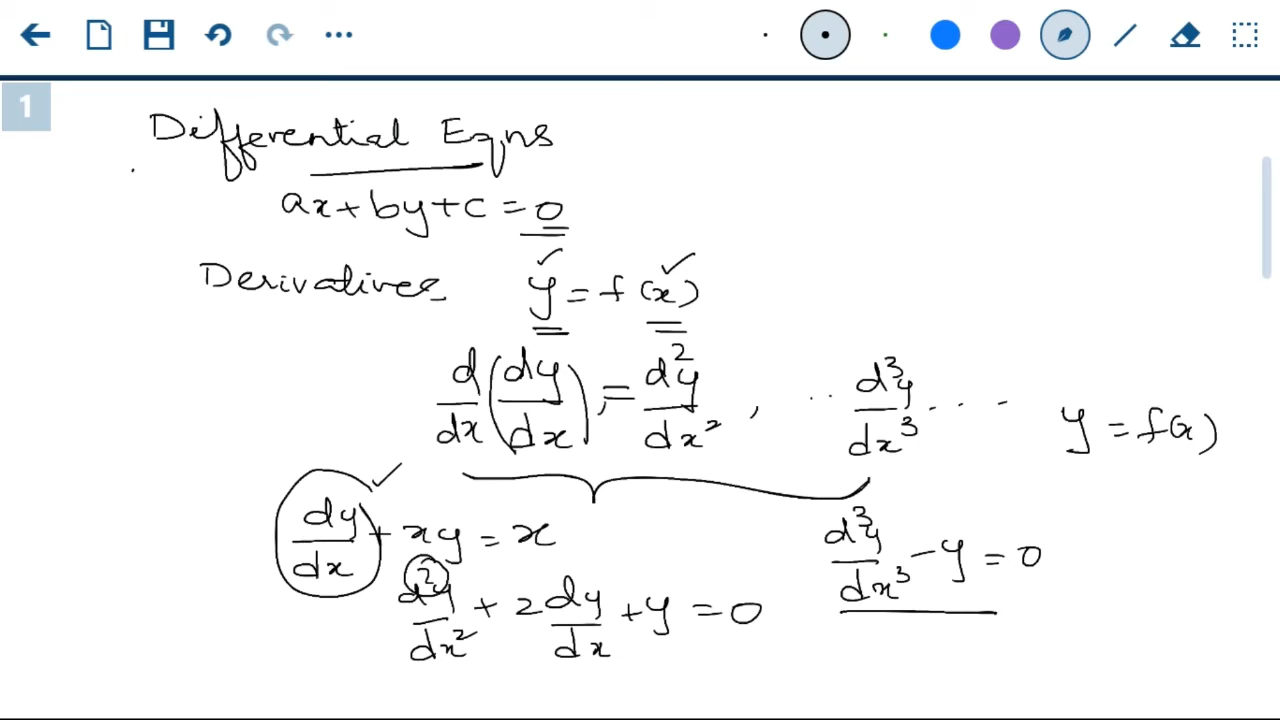 1
Differential Eqns
ax + by + c = 0
Derivatives y = f(x)
d/dx (dy/dx) = d²y/dx² , .. d³y/dx³ . . . y = f(x)
dy/dx + xy = x
d³y/dx³ - y = 0
d²y/dx² + 2 dy/dx + y = 0